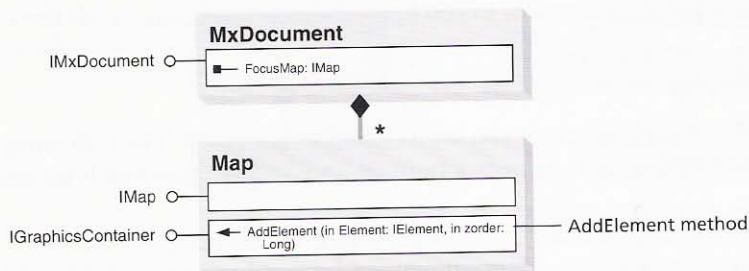 MxDocument
IMxDocument
FocusMap: IMap
*
Map
IMap
IGraphicsContainer
AddElement (in Element: IElement, in zorder:
Long)
AddElement method